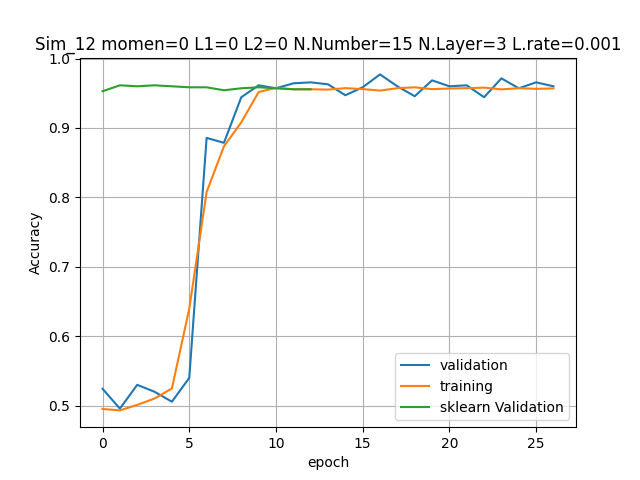 Sim_12 momen=0 L1=0 L2=0 N.Number=15 N.Layer=3 L.rate=0.001
1.0
0.9
0.8
0.7
0.6
0.5
Accuracy
validation
training
sklearn Validation
0 5 10 15 20 25
epoch